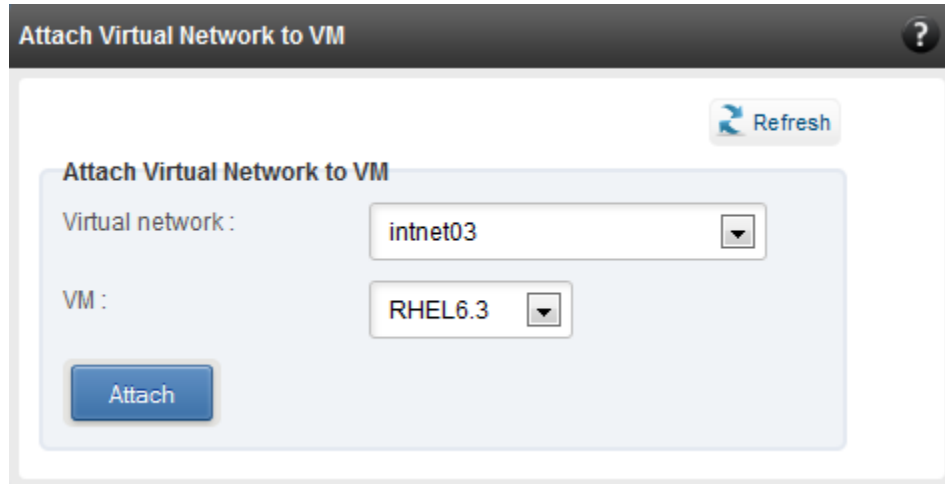 Attach Virtual Network to VM
?
Refresh
Attach Virtual Network to VM
Virtual network :
intnet03
VM :
RHEL6.3
Attach